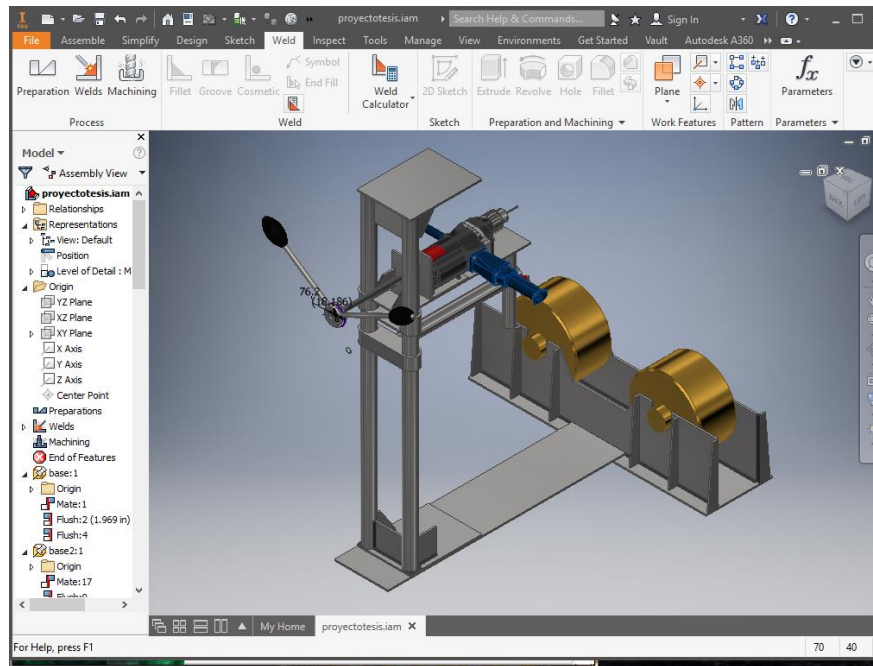 PRO
proyectotesis.iam
Search Help & Commands...
Sign In
File Assemble Simplify Design Sketch Weld Inspect Tools Manage View Environments Get Started Vault Autodesk A360
Preparation Welds Machining
Fillet Groove Cosmetic
Symbol
End Fill
Weld
Calculator
2D Sketch
Extrude Revolve Hole Fillet
Plane
fx
Parameters
Process Weld Sketch Preparation and Machining Work Features Pattern Parameters
Model
Assembly View
proyectotesis.iam
Relationships
Representations
View: Default
Position
Level of Detail : M
Origin
YZ Plane
XZ Plane
XY Plane
X Axis
Y Axis
Z Axis
Center Point
Preparations
Welds
Machining
End of Features
base:1
Origin
Mate:1
Flush:2 (1.969 in)
Flush:4
base2:1
Origin
Mate:17
76,2
(18,186)
BACK LEFT
My Home proyectotesis.iam
For Help, press F1
70 40